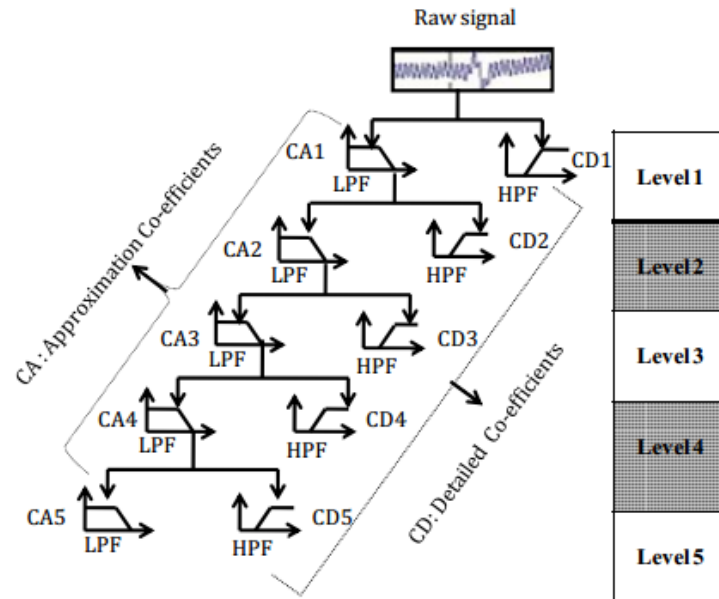 Raw signal
CA1
LPF
HPF
CD1
Level 1
CA2
LPF
HPF
CD2
Level 2
CA3
LPF
HPF
CD3
Level 3
CA4
LPF
HPF
CD4
Level 4
CA5
LPF
HPF
CD5
Level 5
CA: Approximation Co-efficients
CD: Detailed Co-efficients